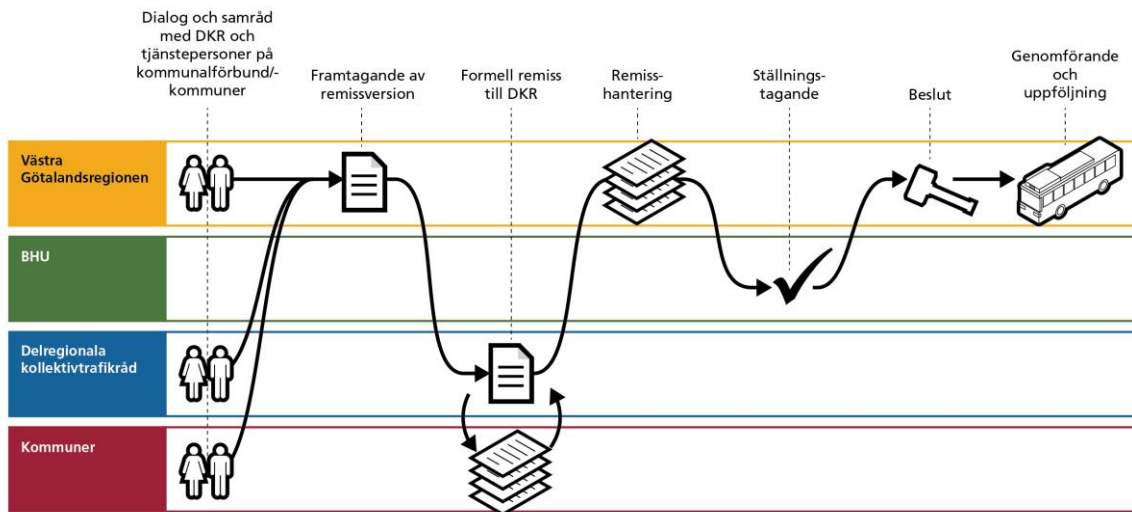 Dialog och samråd
med DKR och
tjänstepersoner på
kommunalförbund/-
kommuner
Framtagande av
remissversion
Formell remiss
till DKR
Remiss-
hantering
Ställnings-
tagande
Beslut
Genomförande
och
uppföljning
Västra
Götalandsregionen
BHU
Delregionala
kollektivtrafikråd
Kommuner